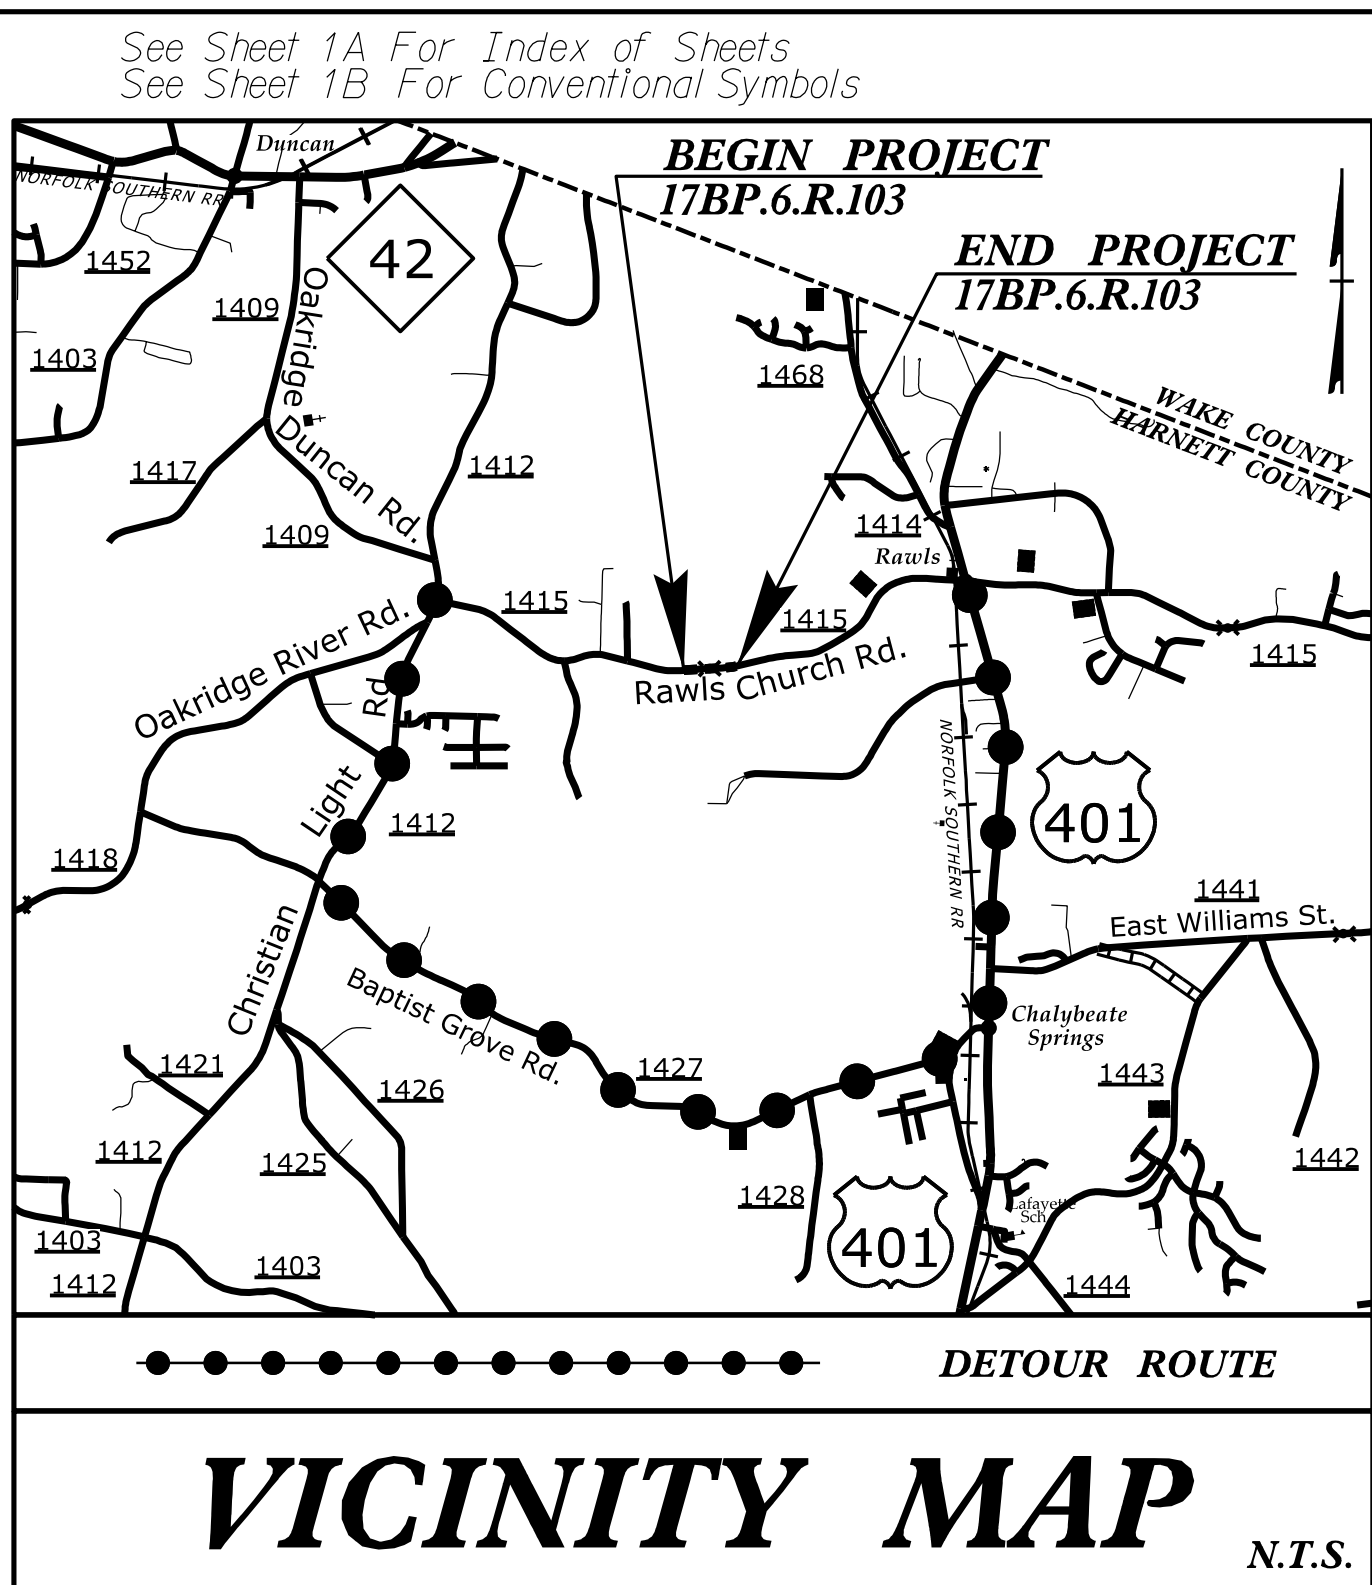 See Sheet 1A For Index of Sheets
See Sheet 1B For Conventional Symbols
Duncan
NORFOLK SOUTHERN RR
BEGIN PROJECT
17BP.6.R.103
END PROJECT
17BP.6.R.103
42
1452
1409
Oakridge
Duncan Rd.
1403
1468
WAKE COUNTY
HARNETT COUNTY
1417
1412
1409
1414
Rawls
1415
1415
1415
Oakridge River Rd.
Rawls Church Rd.
Christian
Light
Rd
NORFOLK SOUTHERN RR
401
1412
1418
1441
East Williams St.
Baptist Grove Rd.
Chalybeate
Springs
1421
1427
1426
1443
1412
1425
1442
1428
Lafayette
Sch
401
1403
1403
1412
1444
DETOUR ROUTE
VICINITY MAP
N.T.S.